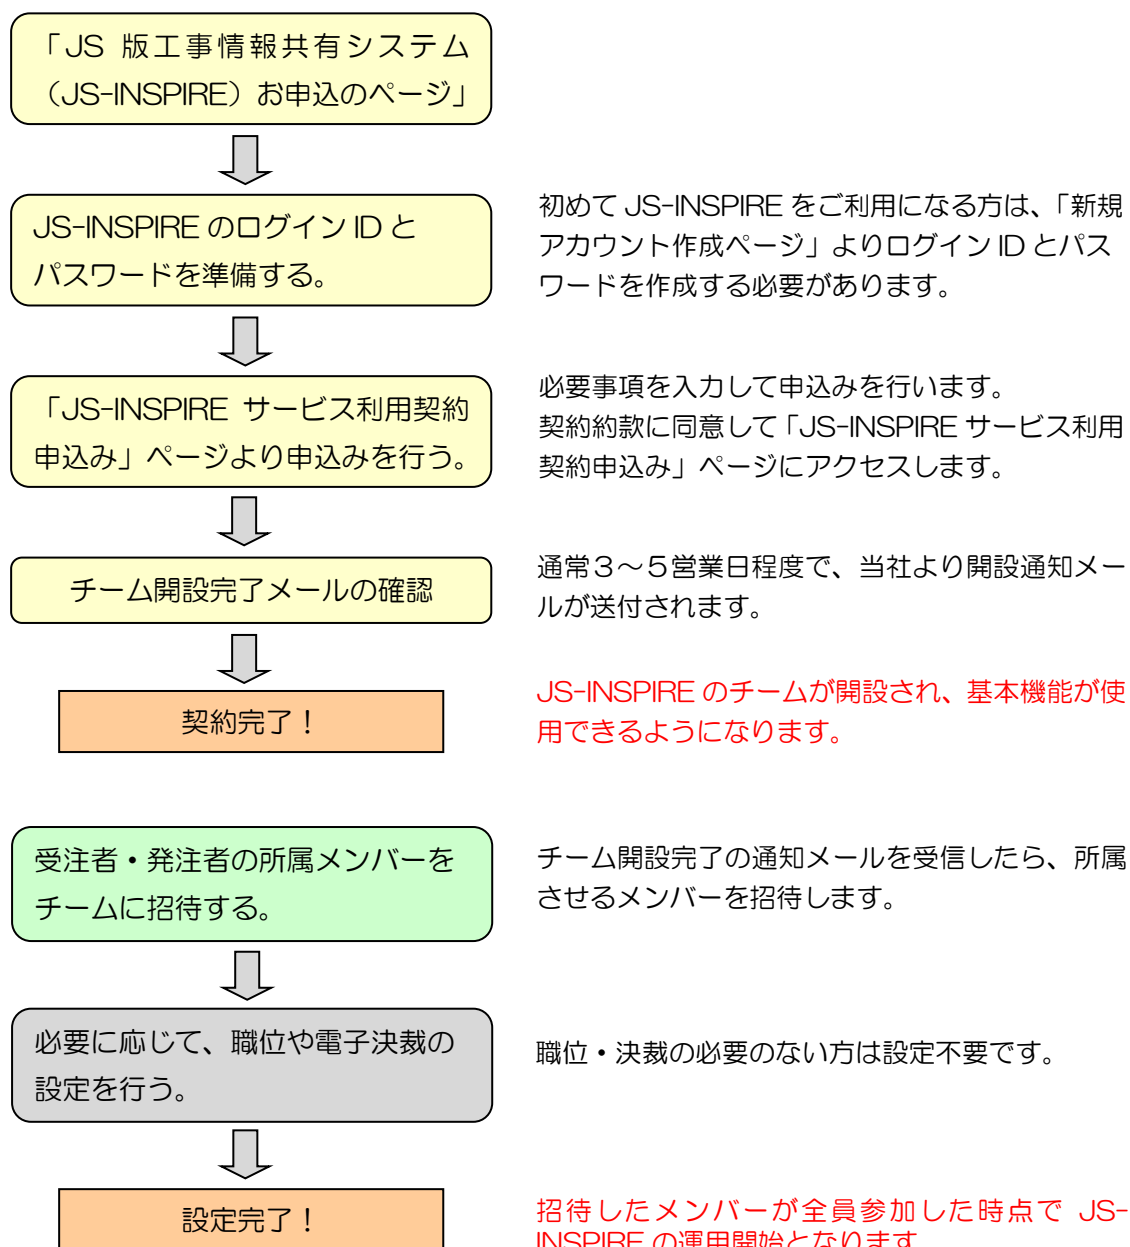 「JS 版工事情報共有システム
（JS-INSPIRE）お申込のページ」
JS-INSPIRE のログイン ID と
パスワードを準備する。
初めて JS-INSPIRE をご利用になる方は、「新規
アカウント作成ページ」よりログイン ID とパス
ワードを作成する必要があります。
「JS-INSPIRE サービス利用契約
申込み」ページより申込みを行う。
必要事項を入力して申込みを行います。
契約約款に同意して「JS-INSPIRE サービス利用
契約申込み」ページにアクセスします。
チーム開設完了メールの確認
通常３～５営業日程度で、当社より開設通知メー
ルが送付されます。
契約完了！
JS-INSPIRE のチームが開設され、基本機能が使
用できるようになります。
受注者・発注者の所属メンバーを
チームに招待する。
チーム開設完了の通知メールを受信したら、所属
させるメンバーを招待します。
必要に応じて、職位や電子決裁の
設定を行う。
職位・決裁の必要のない方は設定不要です。
設定完了！
招待したメンバーが全員参加した時点で JS-
INSPIRE の運用開始となります